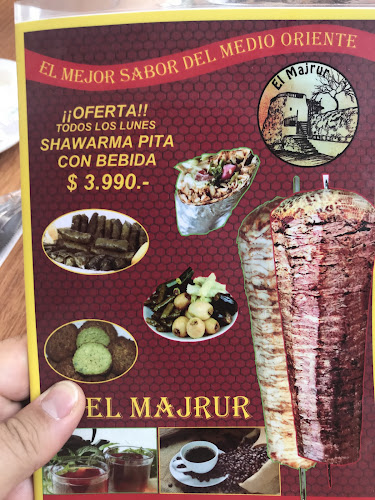 EL MEJOR SABOR DEL MEDIO ORIENTE
El Majrur
¡¡OFERTA!!
TODOS LOS LUNES
SHAWARMA PITA
CON BEBIDA
$ 3.990.-
EL MAJRUR